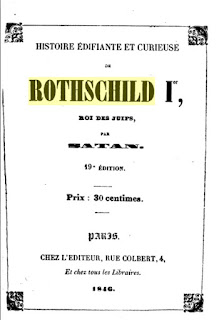 HISTOIRE ÉDIFIANTE ET CURIEUSE
DE
ROTHSCHILD Iᵉʳ,
ROI DES JUIFS,
PAR
SATAN.
19ᵉ ÉDITION.
Prix : 30 centimes.
PARIS.
CHEZ L'EDITEUR, RUE COLBERT, 4,
Et chez tous les Libraires.
1846.